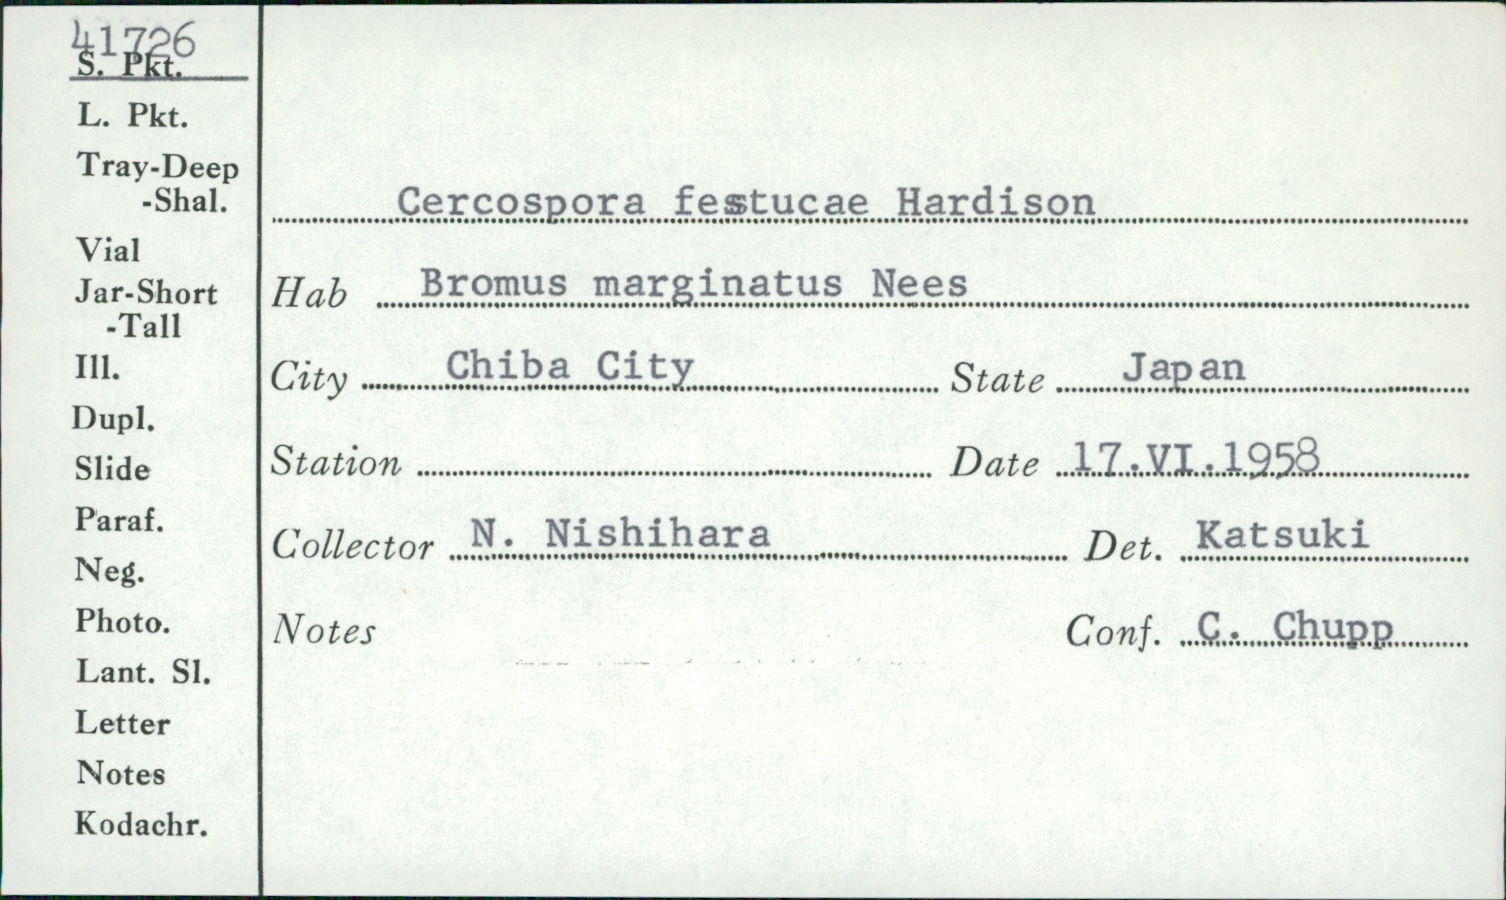 41726
S. Pkt.
L. Pkt.
Tray-Deep
-Shal.
Vial
Jar-Short
-Tall
Ill.
Dupl.
Slide
Paraf.
Neg.
Photo.
Lant. Sl.
Letter
Notes
Kodachr.
Cercospora festucae Hardison
Hab Bromus marginatus Nees
City Chiba City State Japan
Station Date 17.VI.1958
Collector N. Nishihara Det. Katsuki
Notes Conf. C. Chupp